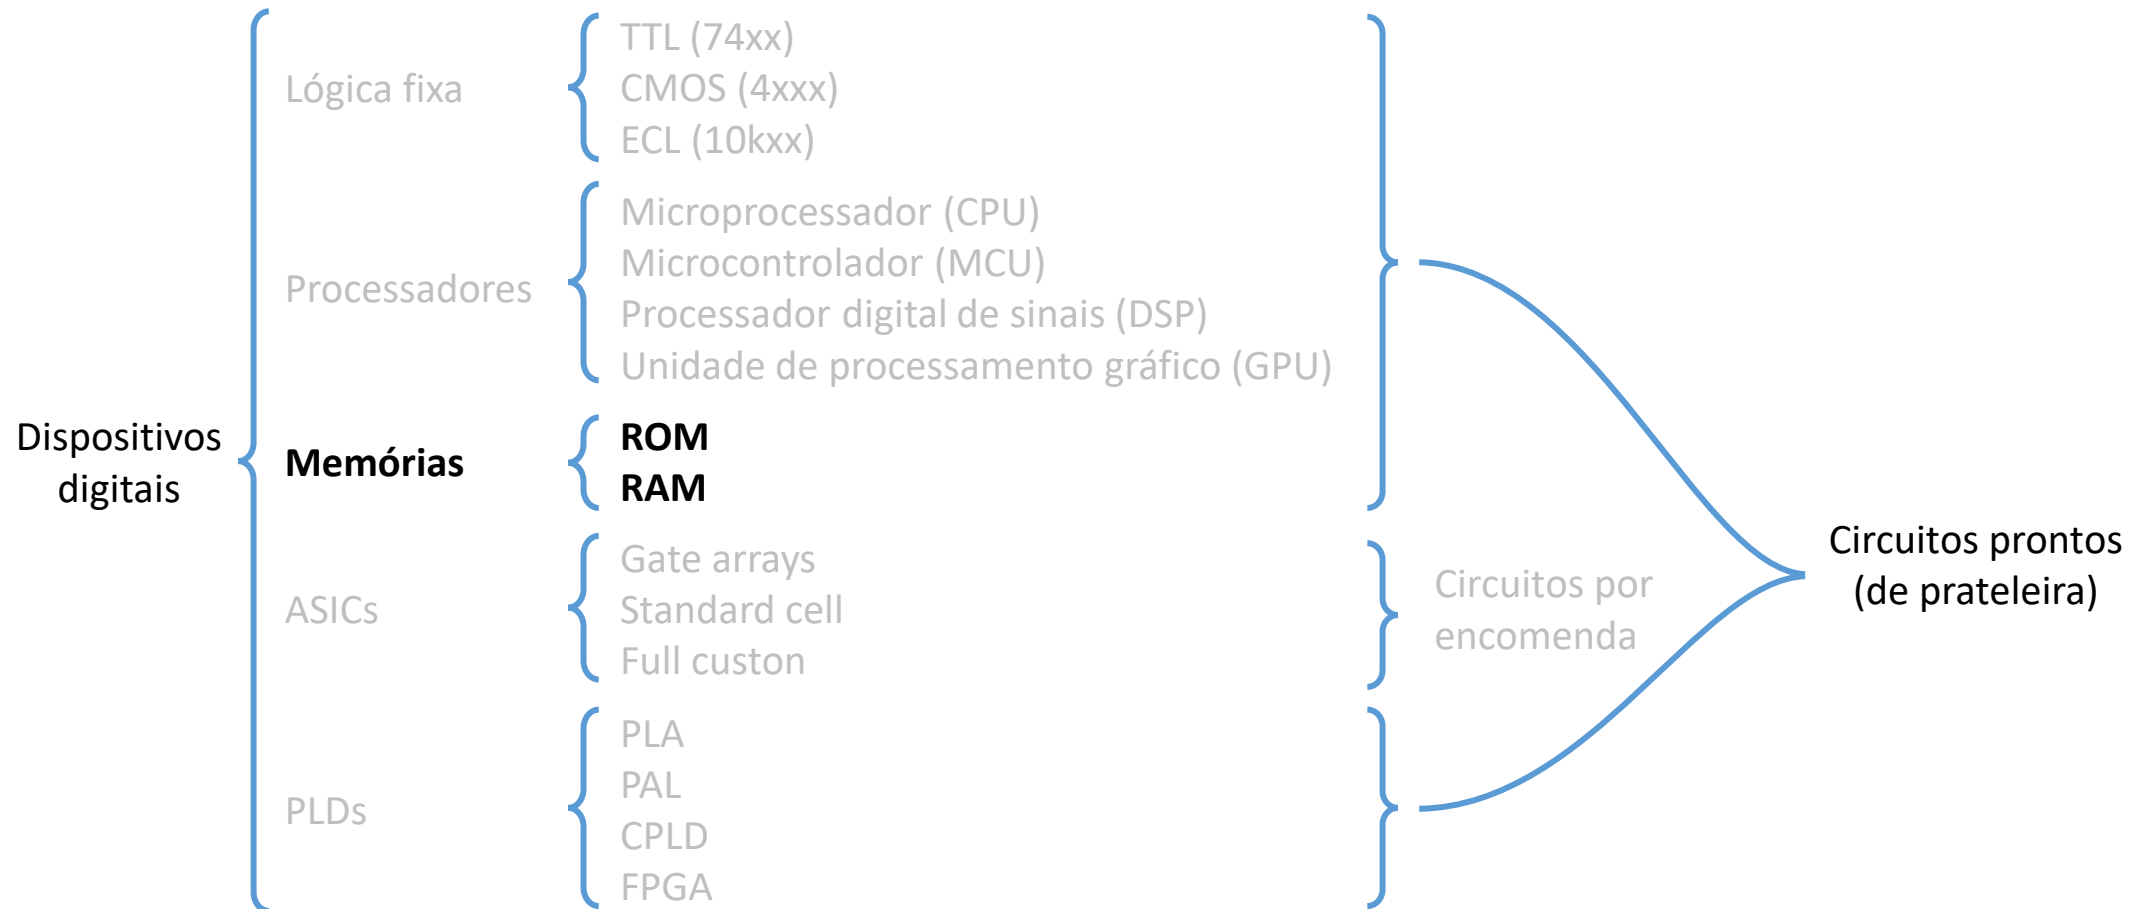 Dispositivos
digitais
Lógica fixa
TTL (74xx)
CMOS (4xxx)
ECL (10kxx)
Processadores
Microprocessador (CPU)
Microcontrolador (MCU)
Processador digital de sinais (DSP)
Unidade de processamento gráfico (GPU)
Memórias
ROM
RAM
ASICs
Gate arrays
Standard cell
Full custon
PLDs
PLA
PAL
CPLD
FPGA
Circuitos por
encomenda
Circuitos prontos
(de prateleira)